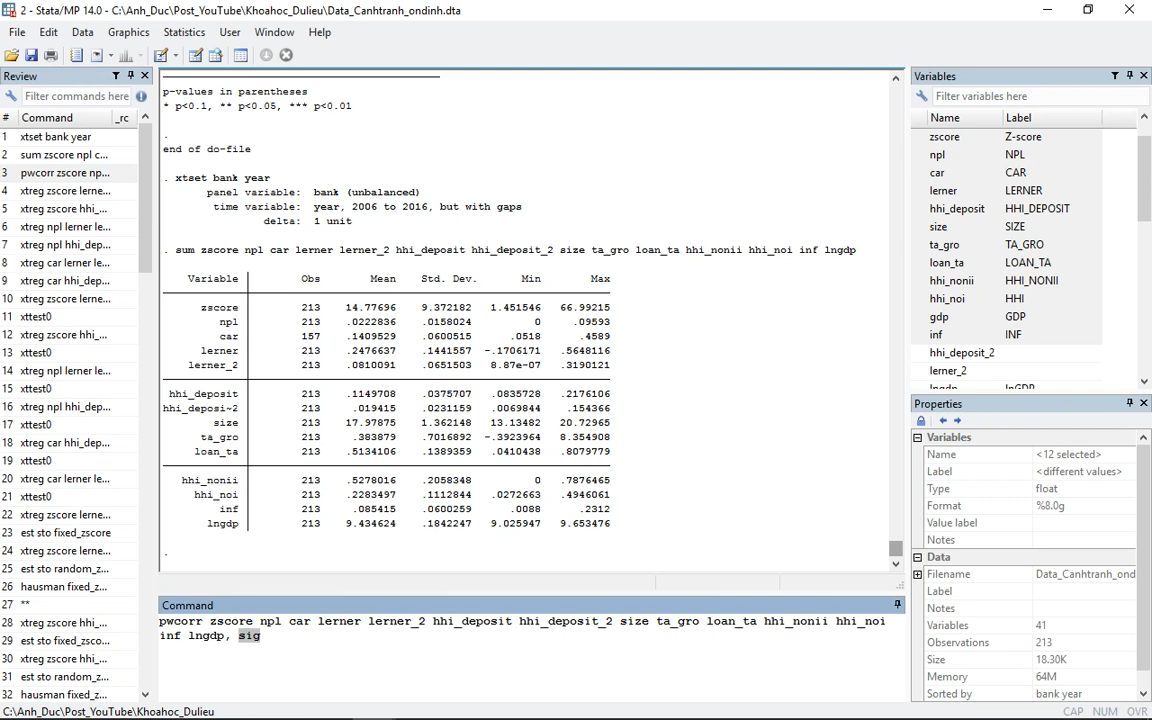 2 - Stata/MP 14.0 - C:\Anh_Duc\Post_YouTube\Khoahoc_Dulieu\Data_Canhtranh_ondinh.dta
File Edit Data Graphics Statistics User Window Help
Review
Filter commands here
# Command _rc
1 xtset bank year
2 sum zscore npl c...
3 pwcorr zscore np...
4 xtreg zscore lerne...
5 xtreg zscore hhi_...
6 xtreg npl lerner le...
7 xtreg npl hhi_dep...
8 xtreg car lerner le...
9 xtreg car hhi_dep...
10 xtreg zscore lerne...
11 xttest0
12 xtreg zscore hhi_...
13 xttest0
14 xtreg npl lerner le...
15 xttest0
16 xtreg npl hhi_dep...
17 xttest0
18 xtreg car hhi_dep...
19 xttest0
20 xtreg car lerner le...
21 xttest0
22 xtreg zscore lerne...
23 est sto fixed_zscore
24 xtreg zscore lerne...
25 est sto random_z...
26 hausman fixed_z...
27 **
28 xtreg zscore hhi_...
29 est sto fixed_zsco...
30 xtreg zscore hhi_...
31 est sto random_z...
32 hausman fixed_z...
p-values in parentheses
* p<0.1, ** p<0.05, *** p<0.01
.
end of do-file
. xtset bank year
panel variable: bank (unbalanced)
time variable: year, 2006 to 2016, but with gaps
delta: 1 unit
. sum zscore npl car lerner lerner_2 hhi_deposit hhi_deposit_2 size ta_gro loan_ta hhi_nonii hhi_noi inf lngdp
Variable Obs Mean Std. Dev. Min Max
zscore 213 14.77696 9.372182 1.451546 66.99215
npl 213 .0222836 .0158024 0 .09593
car 157 .1409529 .0600515 .0518 .4589
lerner 213 .2476637 .1441557 -.1706171 .5648116
lerner_2 213 .0810091 .0651503 8.87e-07 .3190121
hhi_deposit 213 .1149708 .0375707 .0835728 .2176106
hhi_deposi~2 213 .019415 .0231159 .0069844 .154366
size 213 17.97875 1.362148 13.13482 20.72965
ta_gro 213 .383879 .7016892 -.3923964 8.354908
loan_ta 213 .5134106 .1389359 .0410438 .8079779
hhi_nonii 213 .5278016 .2058348 0 .7876465
hhi_noi 213 .2283497 .1112844 .0272663 .4946061
inf 213 .085415 .0600259 .0088 .2312
lngdp 213 9.434624 .1842247 9.025947 9.653476
.
Command
pwcorr zscore npl car lerner lerner_2 hhi_deposit hhi_deposit_2 size ta_gro loan_ta hhi_nonii hhi_noi
inf lngdp, sig
Variables
Filter variables here
Name Label
zscore Z-score
npl NPL
car CAR
lerner LERNER
hhi_deposit HHI_DEPOSIT
size SIZE
ta_gro TA_GRO
loan_ta LOAN_TA
hhi_nonii HHI_NONII
hhi_noi HHI
gdp GDP
inf INF
hhi_deposit_2
lerner_2
lngdp lnGDP
Properties
Variables
Name <12 selected>
Label <different values>
Type float
Format %8.0g
Value label
Notes
Data
Filename Data_Canhtranh_ond
Label
Notes
Variables 41
Observations 213
Size 18.30K
Memory 64M
Sorted by bank year
C:\Anh_Duc\Post_YouTube\Khoahoc_Dulieu
CAP NUM OVR